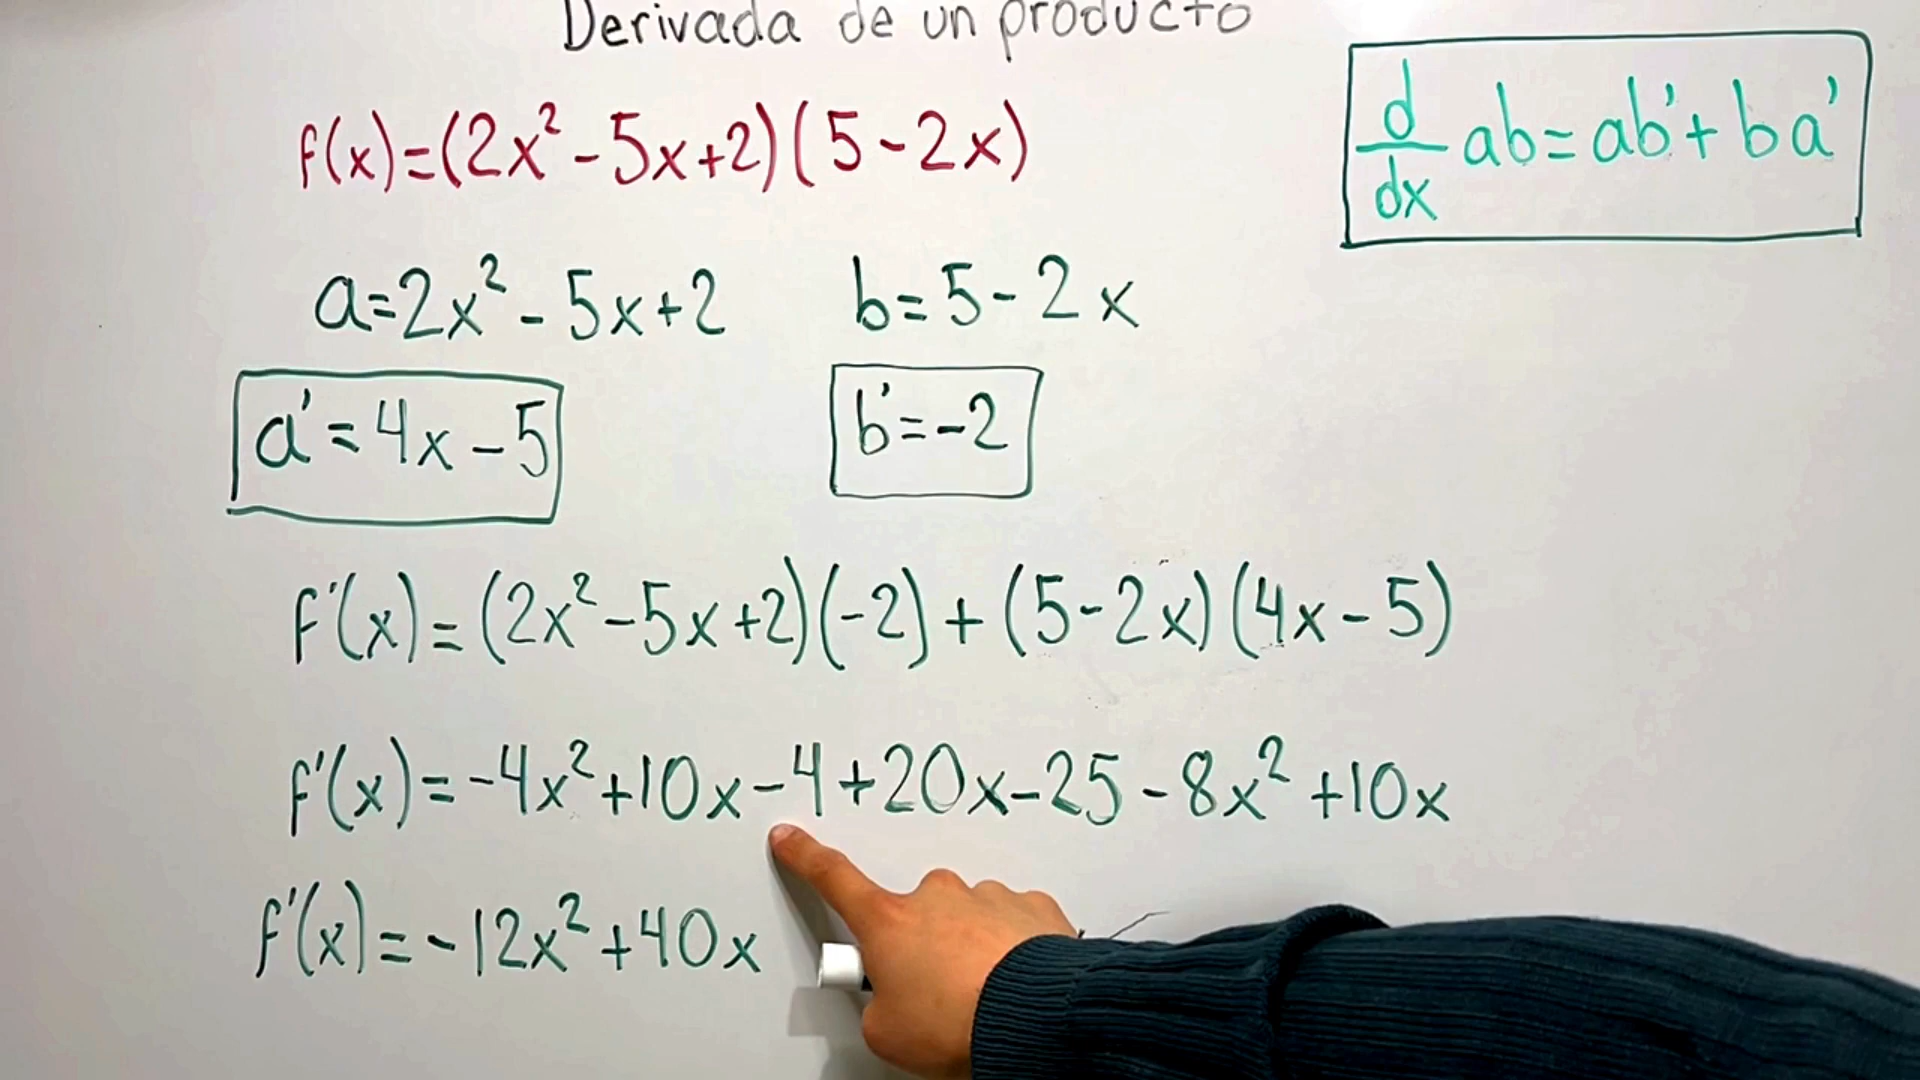 Derivada de un producto
f(x)=(2x²-5x+2)(5-2x)
d/dx ab=ab'+ba'
a=2x²-5x+2 b=5-2x
a'=4x-5 b'=-2
f'(x)=(2x²-5x+2)(-2)+(5-2x)(4x-5)
f'(x)=-4x²+10x-4+20x-25-8x²+10x
f'(x)=-12x²+40x